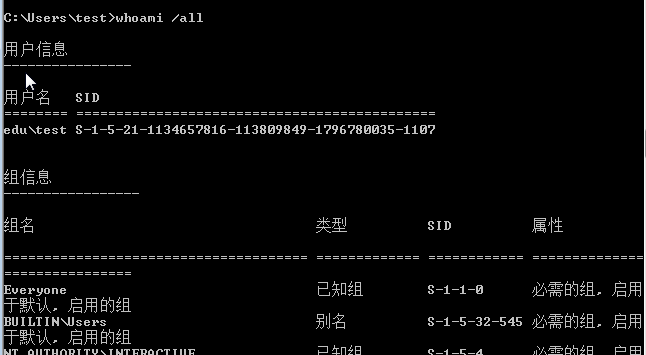 C:\Users\test>whoami /all
用户信息
----------------
用户名 SID
======== =============================================
edu\test S-1-5-21-1134657816-113809849-1796780035-1107
组信息
-----------------
组名 类型 SID 属性
====================================== ============= ============ ==============
================
Everyone 已知组 S-1-1-0 必需的组, 启用
于默认, 启用的组
BUILTIN\Users 别名 S-1-5-32-545 必需的组, 启用
于默认, 启用的组
NT AUTHORITY\INTERACTIVE 已知组 S-1-5-4 必需的组, 启用